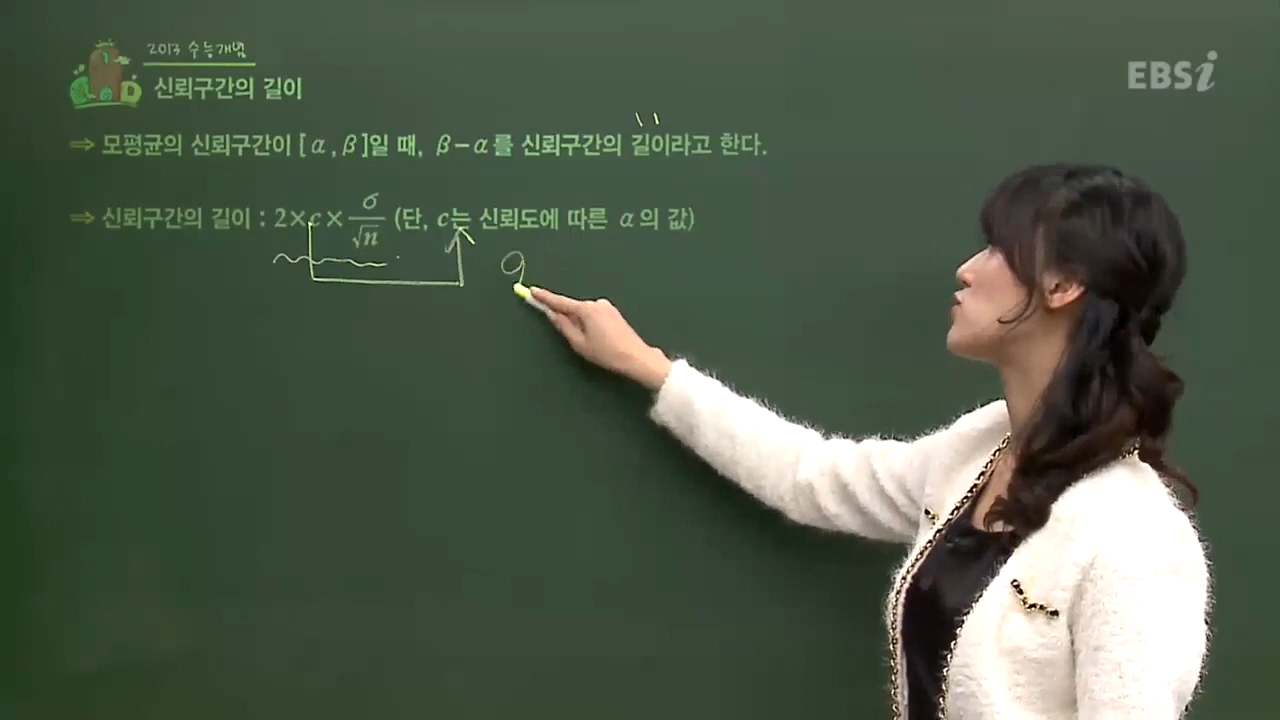 2013 수능개념
EBSi
신뢰구간의 길이
⇒ 모평균의 신뢰구간이 [α, β]일 때, β-α를 신뢰구간의 길이라고 한다.
⇒ 신뢰구간의 길이 : 2×c×σ/√n (단, c는 신뢰도에 따른 α의 값)
9